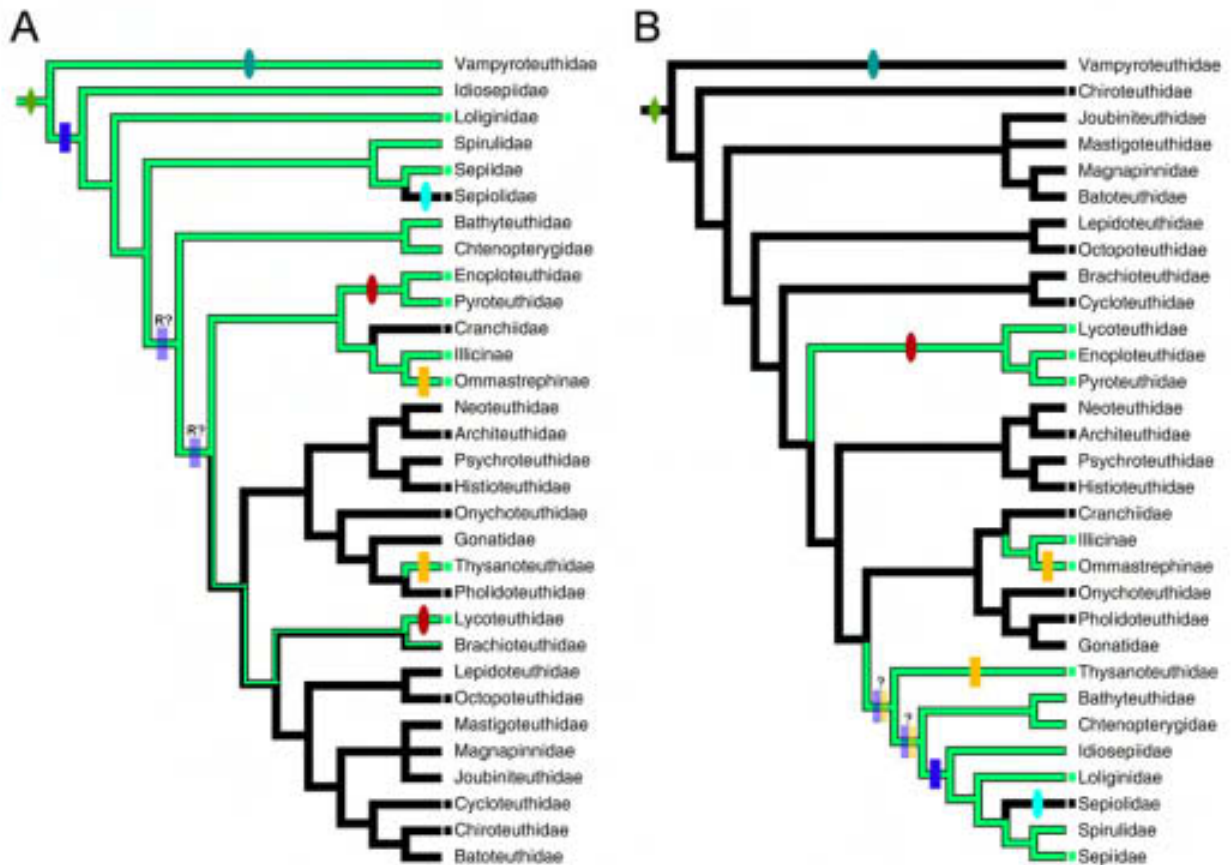 A
Vampyroteuthidae
Idiosepiidae
Loliginidae
Spirulidae
Sepiidae
Sepiolidae
Bathyteuthidae
Chtenopterygidae
Enoploteuthidae
Pyroteuthidae
Cranchiidae
Illicinae
Ommastrephinae
Neoteuthidae
Architeuthidae
Psychroteuthidae
Histioteuthidae
Onychoteuthidae
Gonatidae
Thysanoteuthidae
Pholidoteuthidae
Lycoteuthidae
Brachioteuthidae
Lepidoteuthidae
Octopoteuthidae
Mastigoteuthidae
Magnapinnidae
Joubiniteuthidae
Cycloteuthidae
Chiroteuthidae
Batoteuthidae
R?
R?
B
Vampyroteuthidae
Chiroteuthidae
Joubiniteuthidae
Mastigoteuthidae
Magnapinnidae
Batoteuthidae
Lepidoteuthidae
Octopoteuthidae
Brachioteuthidae
Cycloteuthidae
Lycoteuthidae
Enoploteuthidae
Pyroteuthidae
Neoteuthidae
Architeuthidae
Psychroteuthidae
Histioteuthidae
Cranchiidae
Illicinae
Ommastrephinae
Onychoteuthidae
Pholidoteuthidae
Gonatidae
Thysanoteuthidae
Bathyteuthidae
Chtenopterygidae
Idiosepiidae
Loliginidae
Sepiolidae
Spirulidae
Sepiidae
?
?